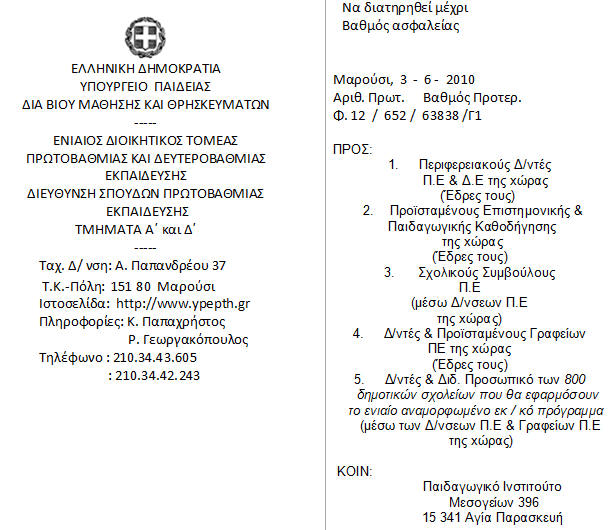 ΕΛΛΗΝΙΚΗ ΔΗΜΟΚΡΑΤΙΑ
ΥΠΟΥΡΓΕΙΟ ΠΑΙΔΕΙΑΣ
ΔΙΑ ΒΙΟΥ ΜΑΘΗΣΗΣ ΚΑΙ ΘΡΗΣΚΕΥΜΑΤΩΝ
-----
ΕΝΙΑΙΟΣ ΔΙΟΙΚΗΤΙΚΟΣ ΤΟΜΕΑΣ
ΠΡΩΤΟΒΑΘΜΙΑΣ ΚΑΙ ΔΕΥΤΕΡΟΒΑΘΜΙΑΣ
ΕΚΠΑΙΔΕΥΣΗΣ
ΔΙΕΥΘΥΝΣΗ ΣΠΟΥΔΩΝ ΠΡΩΤΟΒΑΘΜΙΑΣ
ΕΚΠΑΙΔΕΥΣΗΣ
ΤΜΗΜΑΤΑ Α΄ και Δ΄
-----
Ταχ. Δ/ νση: Α. Παπανδρέου 37
Τ.Κ.-Πόλη: 151 80 Μαρούσι
Ιστοσελίδα: http://www.ypepth.gr
Πληροφορίες: Κ. Παπαχρήστος
Ρ. Γεωργακόπουλος
Τηλέφωνο : 210.34.43.605
: 210.34.42.243
Να διατηρηθεί μέχρι
Βαθμός ασφαλείας
Μαρούσι, 3 - 6 - 2010
Αριθ. Πρωτ. Βαθμός Προτερ.
Φ. 12 / 652 / 63838 /Γ1
ΠΡΟΣ:
1. Περιφερειακούς Δ/ντές
Π.Ε & Δ.Ε της χώρας
(Έδρες τους)
2. Προϊσταμένους Επιστημονικής &
Παιδαγωγικής Καθοδήγησης
της χώρας
(Έδρες τους)
3. Σχολικούς Συμβούλους
Π.Ε
(μέσω Δ/νσεων Π.Ε
της χώρας)
4. Δ/ντές & Προϊσταμένους Γραφείων
ΠΕ της χώρας
(Έδρες τους)
5. Δ/ντές & Διδ. Προσωπικό των 800
δημοτικών σχολείων που θα εφαρμόσουν
το ενιαίο αναμορφωμένο εκ / κό πρόγραμμα
(μέσω των Δ/νσεων Π.Ε & Γραφείων Π.Ε
της χώρας)
ΚΟΙΝ:
Παιδαγωγικό Ινστιτούτο
Μεσογείων 396
15 341 Αγία Παρασκευή